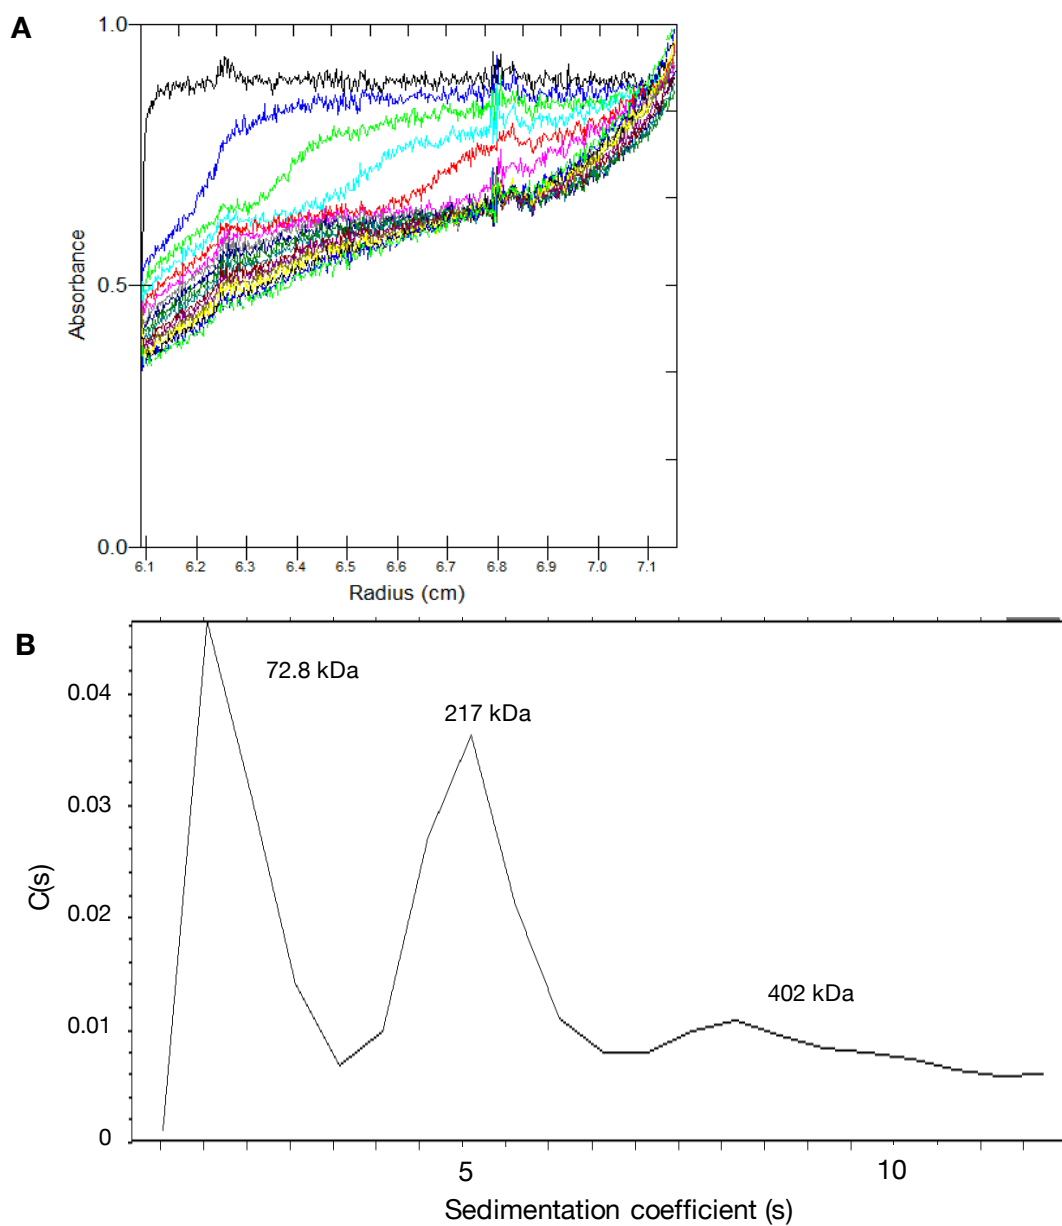 A
1.0
0.5
0.0
Absorbance
6.1 6.2 6.3 6.4 6.5 6.6 6.7 6.8 6.9 7.0 7.1
Radius (cm)
B
72.8 kDa
217 kDa
402 kDa
0.04
0.03
0.02
0.01
0
C(s)
5 10
Sedimentation coefficient (s)